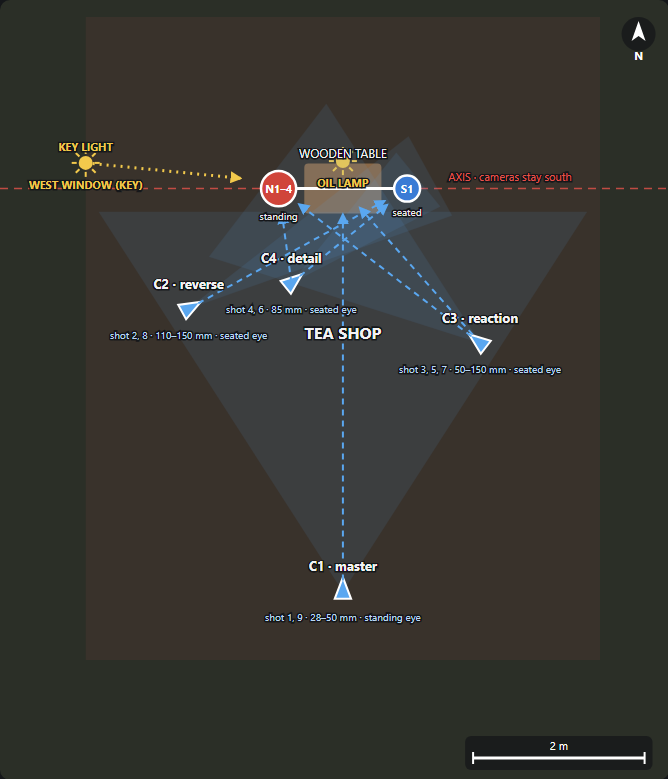 N
KEY LIGHT
WEST WINDOW (KEY)
WOODEN TABLE
OIL LAMP
AXIS · cameras stay south
N1–4
S1
standing
seated
C4 · detail
C2 · reverse
shot 4, 6 · 85 mm · seated eye
C3 · reaction
TEA SHOP
shot 2, 8 · 110–150 mm · seated eye
shot 3, 5, 7 · 50–150 mm · seated eye
C1 · master
shot 1, 9 · 28–50 mm · standing eye
2 m